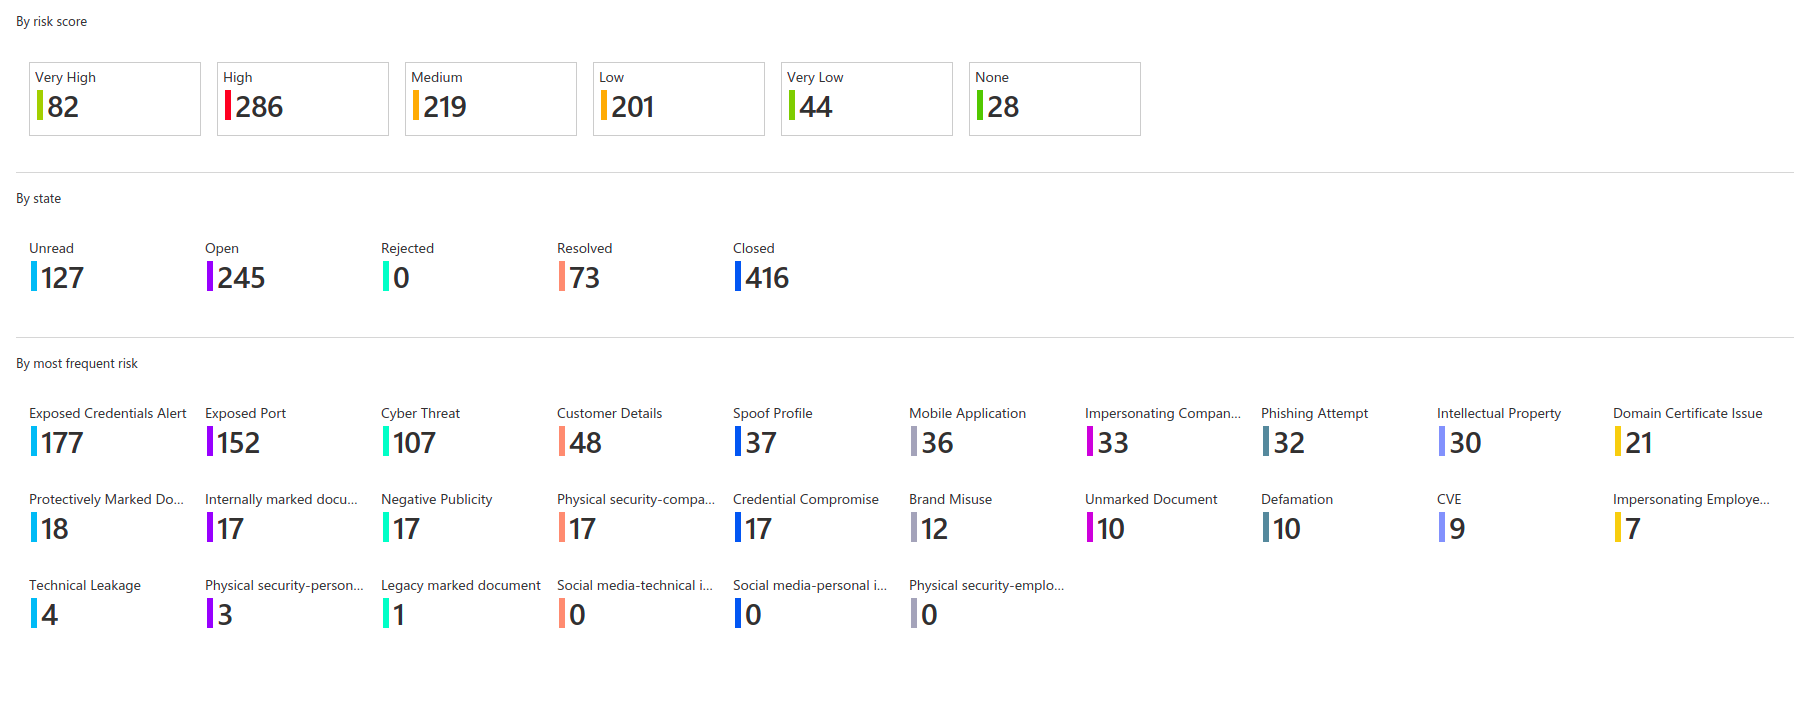 By risk score
Very High High Medium Low Very Low None
82 286 219 201 44 28
By state
Unread Open Rejected Resolved Closed
127 245 0 73 416
By most frequent risk
Exposed Credentials Alert Exposed Port Cyber Threat Customer Details Spoof Profile Mobile Application Impersonating Compan... Phishing Attempt Intellectual Property Domain Certificate Issue
177 152 107 48 37 36 33 32 30 21
Protectively Marked Do... Internally marked docu... Negative Publicity Physical security-compa... Credential Compromise Brand Misuse Unmarked Document Defamation CVE Impersonating Employe...
18 17 17 17 17 12 10 10 9 7
Technical Leakage Physical security-person... Legacy marked document Social media-technical i... Social media-personal i... Physical security-emplo...
4 3 1 0 0 0